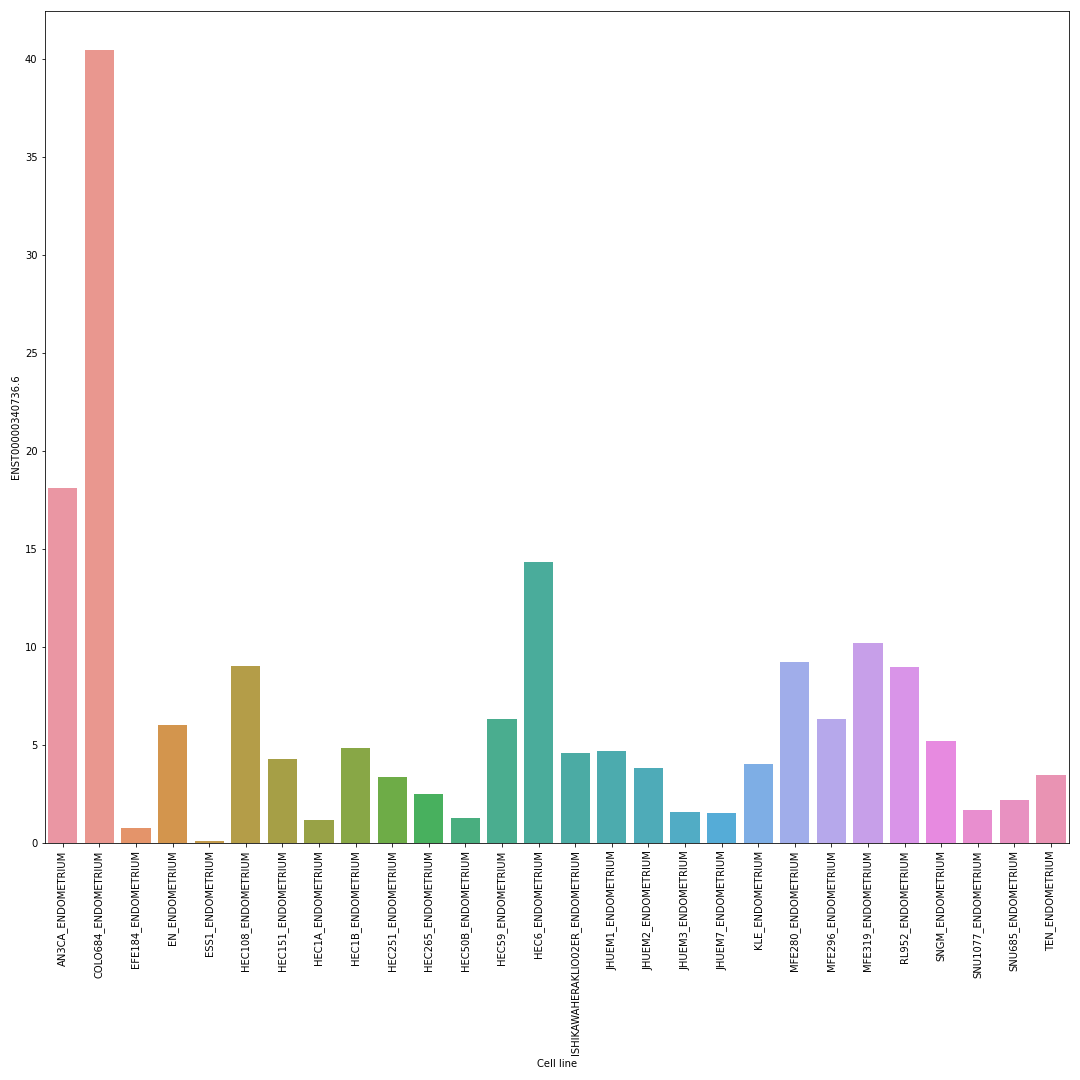 40
35
30
25
20
15
10
5
0
ENST00000340736.6
AN3CA_ENDOMETRIUM
COLO684_ENDOMETRIUM
EFE184_ENDOMETRIUM
EN_ENDOMETRIUM
ESS1_ENDOMETRIUM
HEC108_ENDOMETRIUM
HEC151_ENDOMETRIUM
HEC1A_ENDOMETRIUM
HEC1B_ENDOMETRIUM
HEC251_ENDOMETRIUM
HEC265_ENDOMETRIUM
HEC50B_ENDOMETRIUM
HEC59_ENDOMETRIUM
HEC6_ENDOMETRIUM
ISHIKAWAHERAKLIO02ER_ENDOMETRIUM
JHUEM1_ENDOMETRIUM
JHUEM2_ENDOMETRIUM
JHUEM3_ENDOMETRIUM
JHUEM7_ENDOMETRIUM
KLE_ENDOMETRIUM
MFE280_ENDOMETRIUM
MFE296_ENDOMETRIUM
MFE319_ENDOMETRIUM
RL952_ENDOMETRIUM
SNGM_ENDOMETRIUM
SNU1077_ENDOMETRIUM
SNU685_ENDOMETRIUM
TEN_ENDOMETRIUM
Cell line